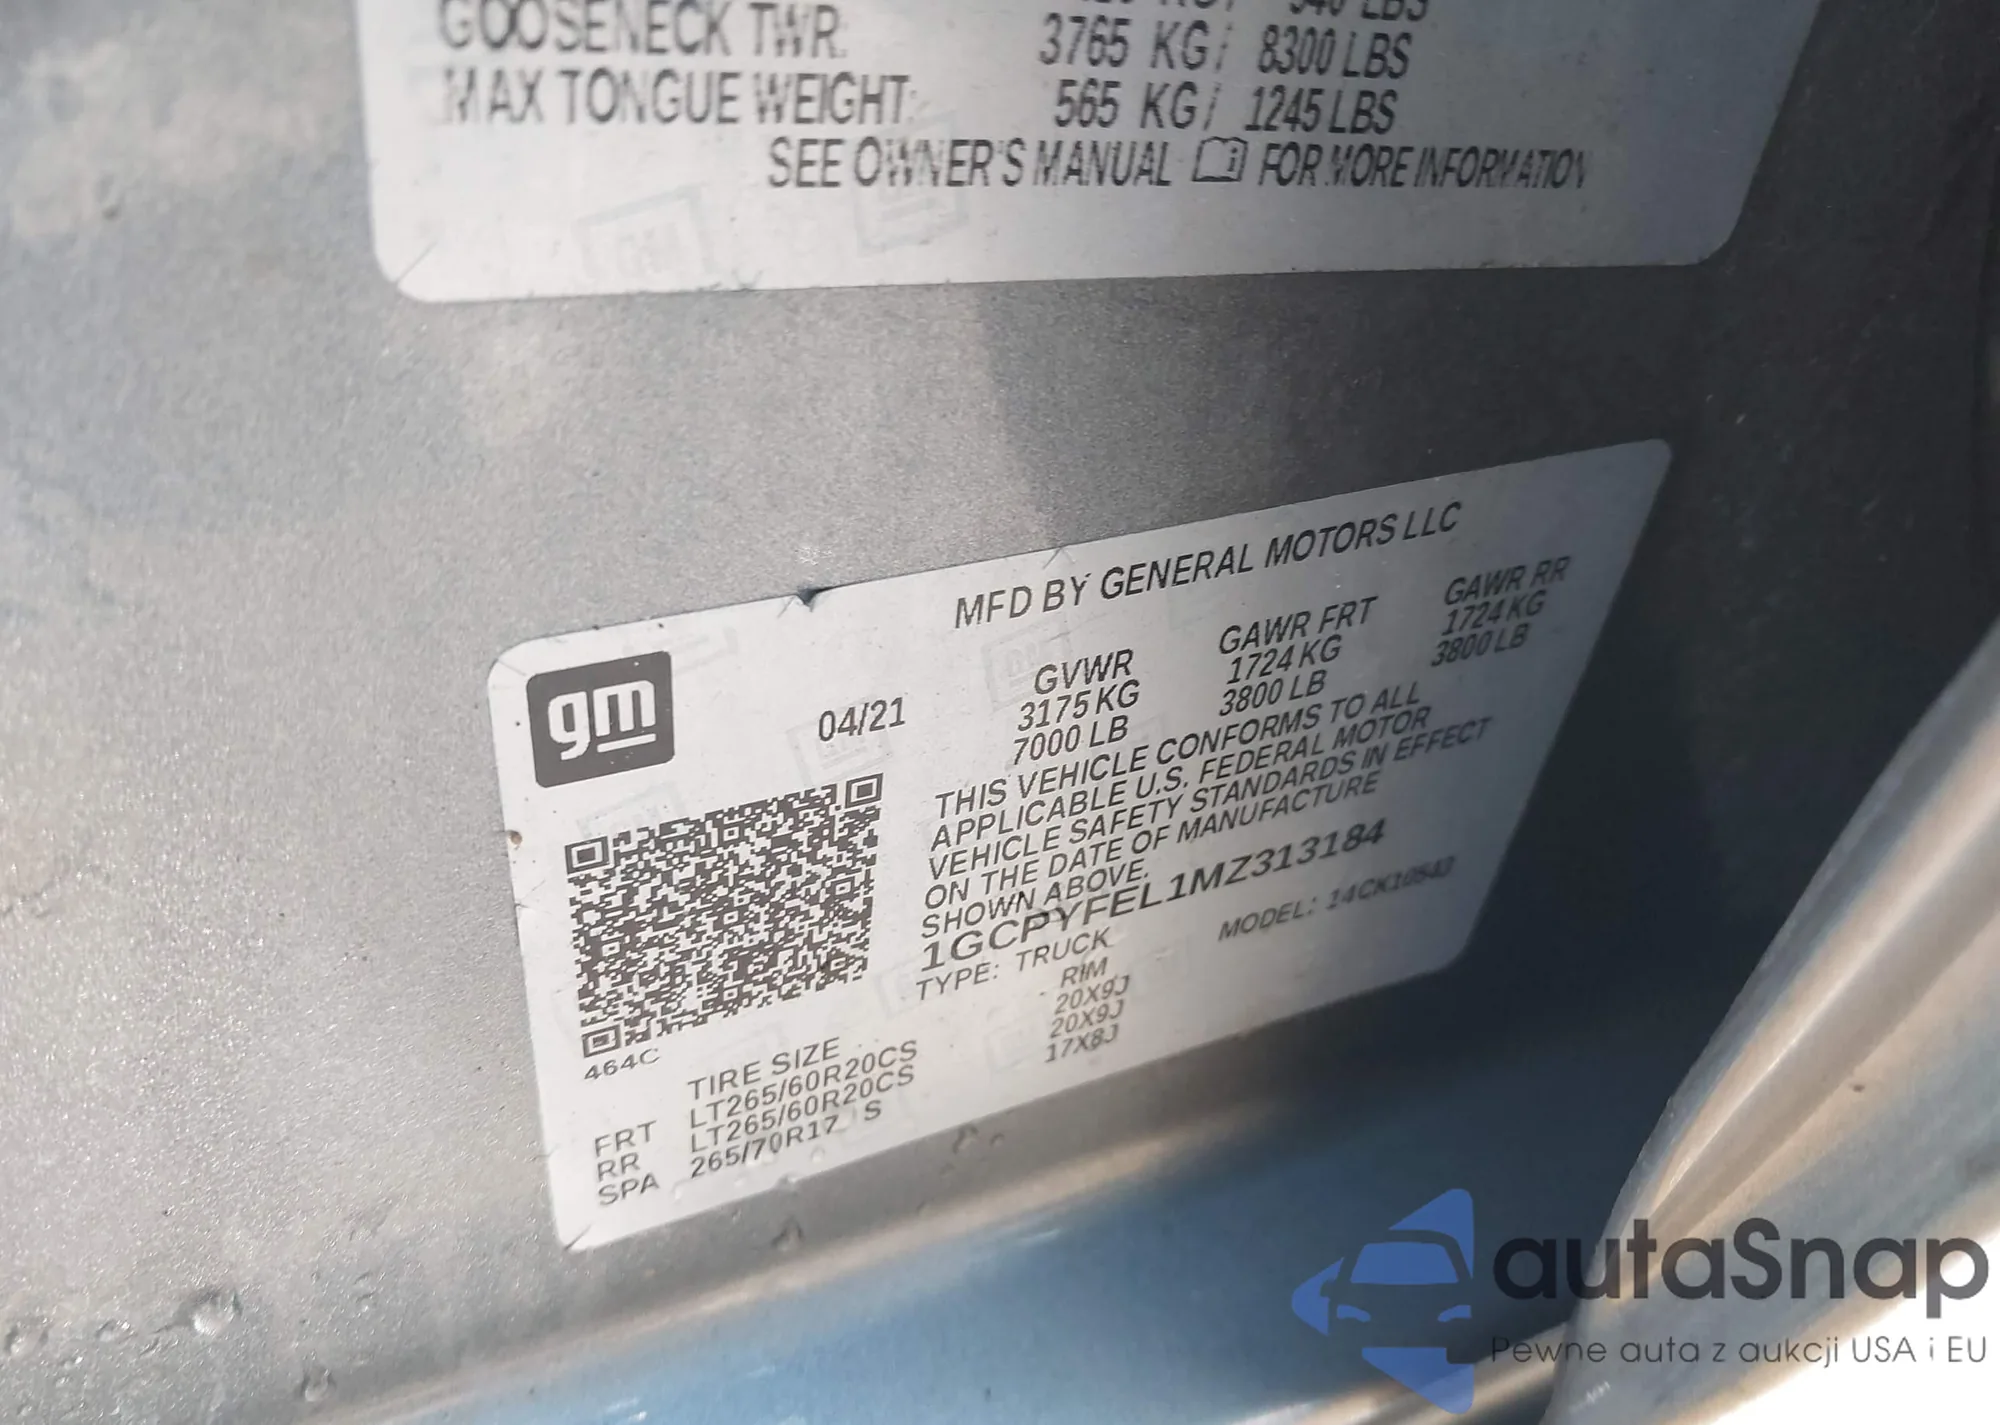 540 LBS
GOOSENECK TWR: 3765 KG/ 8300 LBS
MAX TONGUE WEIGHT: 565 KG/ 1245 LBS
SEE OWNER'S MANUAL FOR MORE INFORMATION
MFD BY GENERAL MOTORS LLC
gm
04/21
GVWR GAWR FRT GAWR RR
3175 KG 1724 KG 1724 KG
7000 LB 3800 LB 3800 LB
THIS VEHICLE CONFORMS TO ALL
APPLICABLE U.S. FEDERAL MOTOR
VEHICLE SAFETY STANDARDS IN EFFECT
ON THE DATE OF MANUFACTURE
SHOWN ABOVE.
1GCPYFEL1MZ313184
TYPE: TRUCK MODEL: 14CK10543
464C
TIRE SIZE RIM
FRT LT265/60R20CS 20X9J
RR LT265/60R20CS 20X9J
SPA 265/70R17 S 17X8J
autaSnap
Pewne auta z aukcji USA i EU